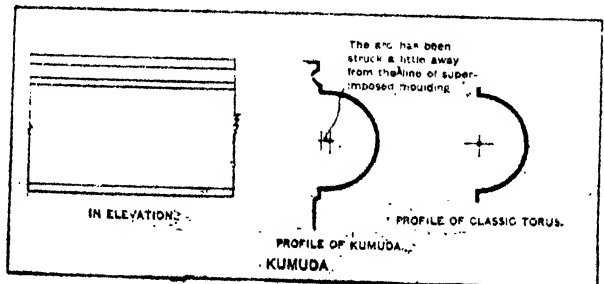 The arc has been
struck a little away
from the line of super-
imposed moulding
IN ELEVATION
PROFILE OF KUMUDA
PROFILE OF CLASSIC TORUS.
KUMUDA